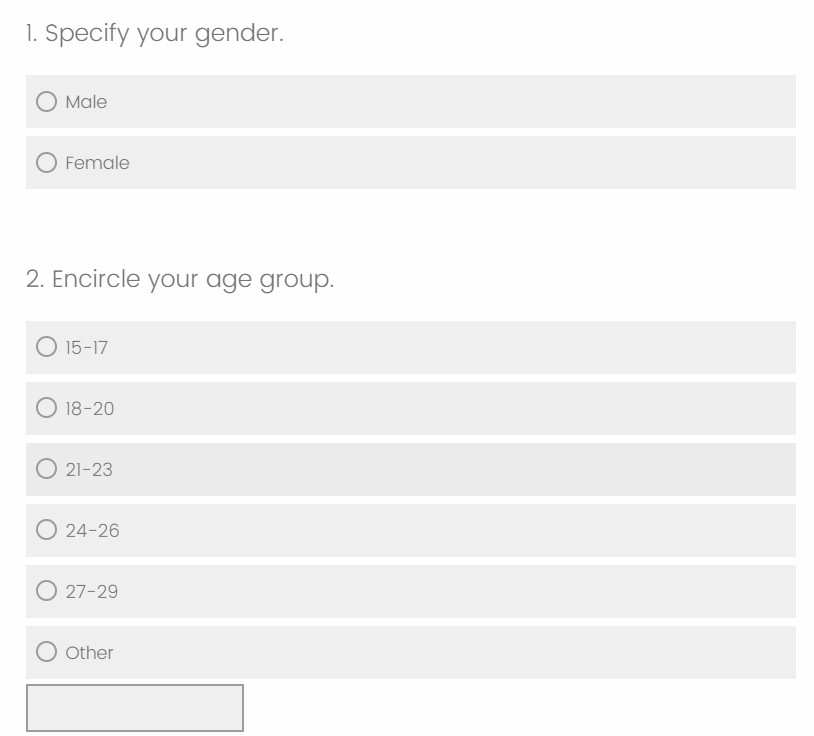 1. Specify your gender.
Male
Female
2. Encircle your age group.
15-17
18-20
21-23
24-26
27-29
Other